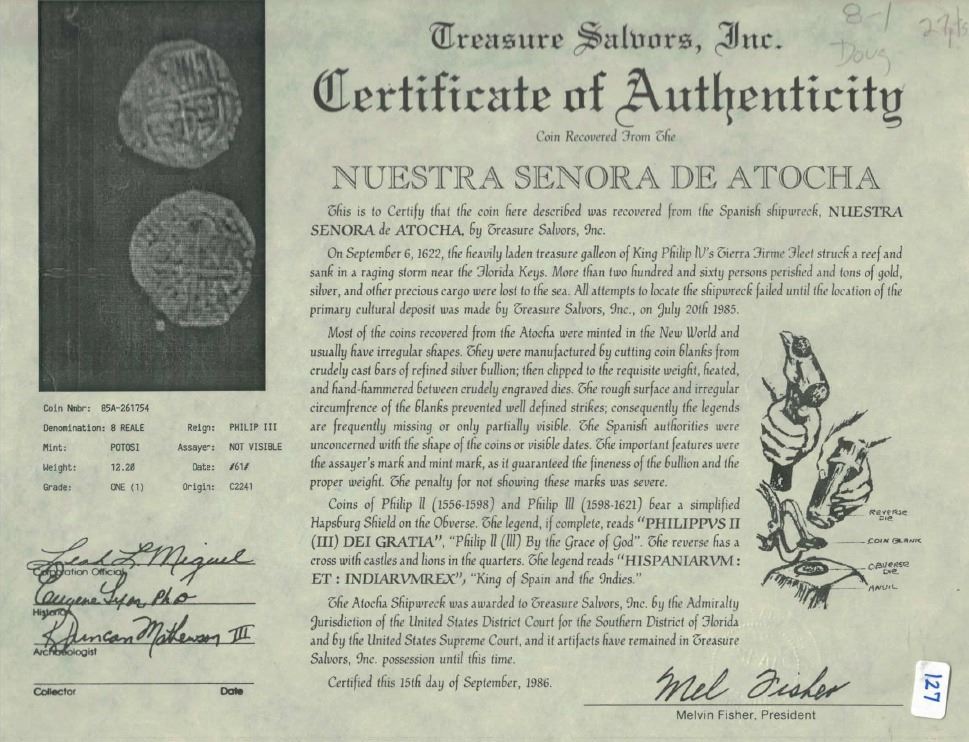 8-1
Doug
27pts
Treasure Salvors, Inc.
Certificate of Authenticity
Coin Recovered From The
NUESTRA SENORA DE ATOCHA
This is to Certify that the coin here described was recovered from the Spanish shipwreck, NUESTRA
SENORA de ATOCHA, by Treasure Salvors, Inc.
On September 6, 1622, the heavily laden treasure galleon of King Philip IV's Tierra Firme Fleet struck a reef and
sank in a raging storm near the Florida Keys. More than two hundred and sixty persons perished and tons of gold,
silver, and other precious cargo were lost to the sea. All attempts to locate the shipwreck failed until the location of the
primary cultural deposit was made by Treasure Salvors, Inc., on July 20th 1985.
Most of the coins recovered from the Atocha were minted in the New World and
usually have irregular shapes. They were manufactured by cutting coin blanks from
crudely cast bars of refined silver bullion; then clipped to the requisite weight, heated,
and hand-hammered between crudely engraved dies. The rough surface and irregular
circumfrence of the blanks prevented well defined strikes; consequently the legends
are frequently missing or only partially visible. The Spanish authorities were
unconcerned with the shape of the coins or visible dates. The important features were
the assayer's mark and mint mark, as it guaranteed the fineness of the bullion and the
proper weight. The penalty for not showing these marks was severe.
Coins of Philip II (1556-1598) and Philip III (1598-1621) bear a simplified
Hapsburg Shield on the Obverse. The legend, if complete, reads "PHILIPPVS II
(III) DEI GRATIA", "Philip II (III) By the Grace of God". The reverse has a
cross with castles and lions in the quarters. The legend reads "HISPANIARVM :
ET : INDIARVMREX", "King of Spain and the Indies."
The Atocha Shipwreck was awarded to Treasure Salvors, Inc. by the Admiralty
Jurisdiction of the United States District Court for the Southern District of Florida
and by the United States Supreme Court, and it artifacts have remained in Treasure
Salvors, Inc. possession until this time.
Certified this 15th day of September, 1986.
REVERSE
DIE
COIN BLANK
OBVERSE
DIE
ANVIL
Coin Nmbr: 85A-261754
Denomination: 8 REALE Reign: PHILIP III
Mint: POTOSI Assayer: NOT VISIBLE
Weight: 12.20 Date: #61#
Grade: ONE (1) Origin: C2241
Leah L Miguel
Corporation Official
Eugene Lyon PhD
Historian
R Duncan Mathewson III
Archaeologist
Collector Date
Mel Fisher
Melvin Fisher, President
127